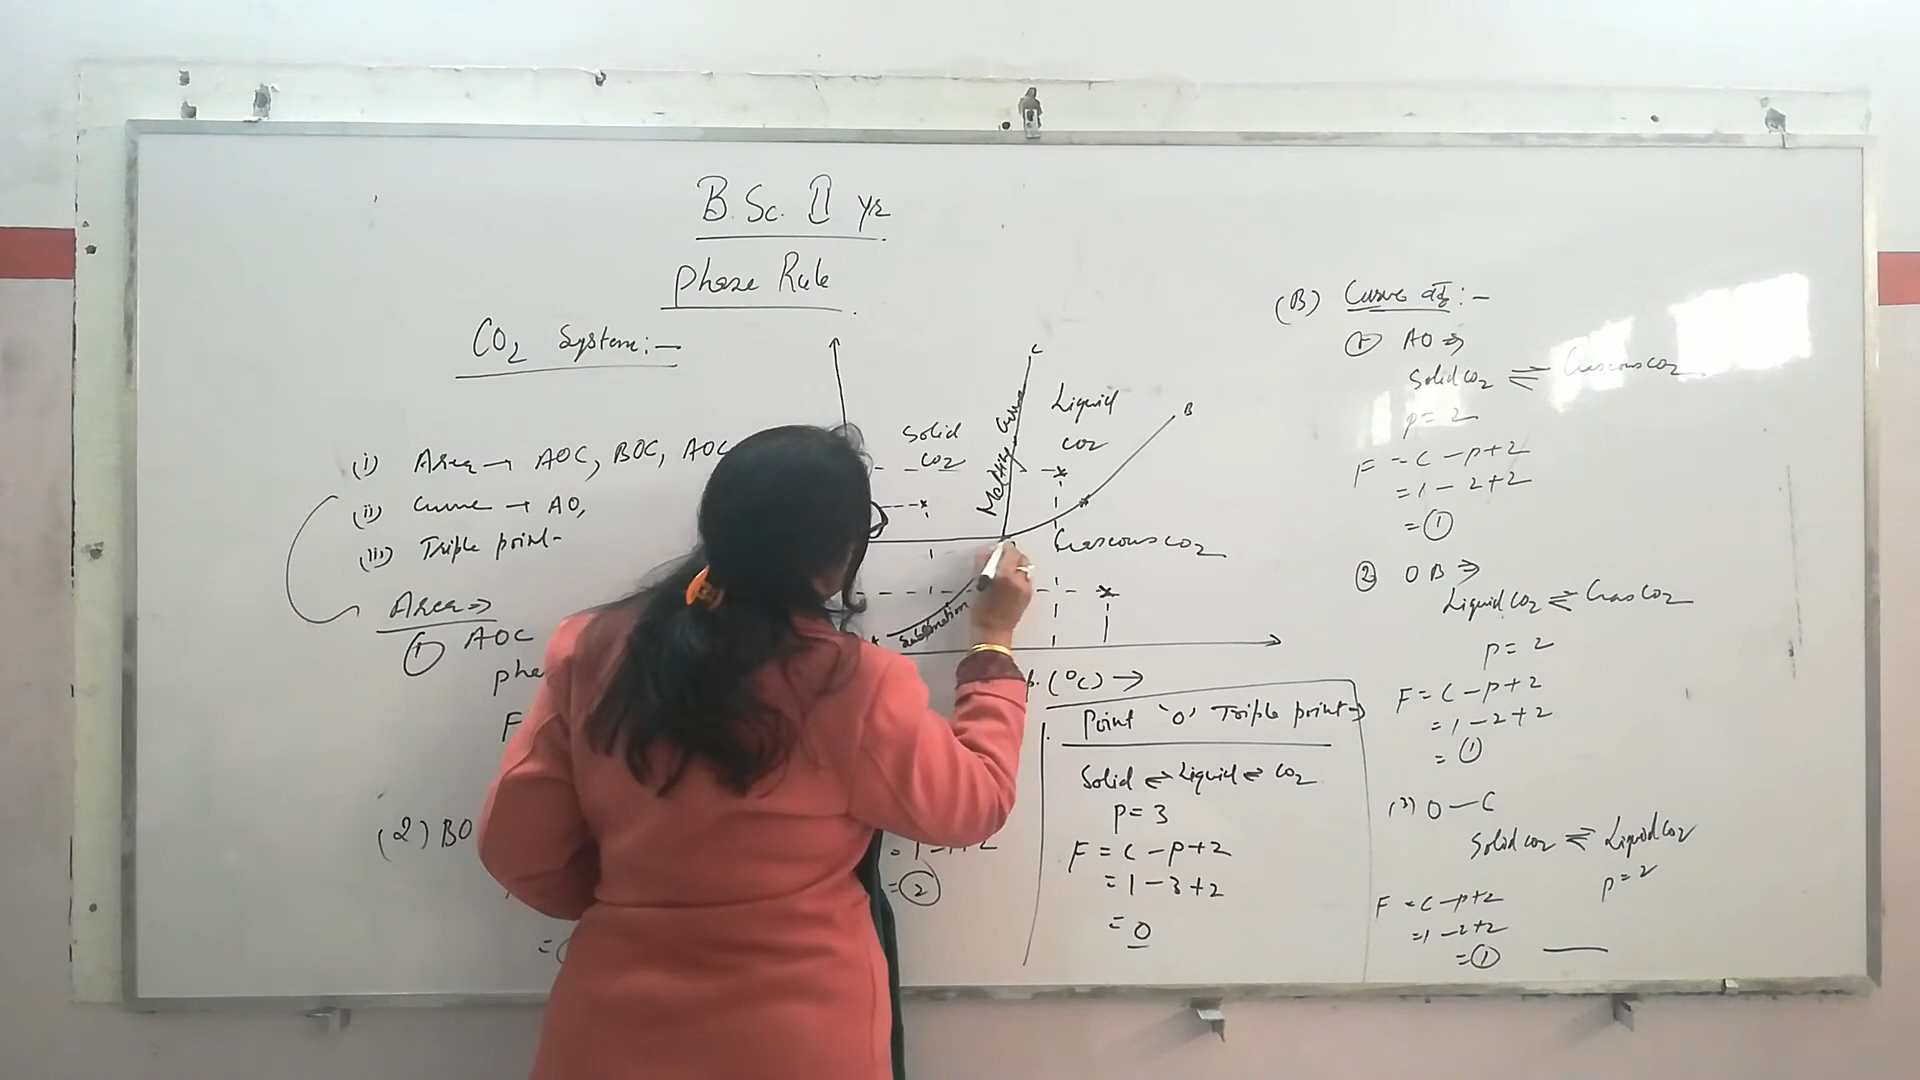 B.Sc. II yr
Phase Rule
CO2 System:-
(i) Area → AOC, BOC, AOC
(ii) Curve → AO,
(iii) Triple point-
Area ⇒
① AOC
pha
F
(2) BO
=
C
Melting Curve
Solid
CO2
Liquid
CO2
B
Gaseous CO2
A
Sublimation
p. (°C) →
= 1 - 1 + 2
= ②
Point 'O' Triple point ⇒
Solid ⇌ Liquid ⇌ CO2
P = 3
F = C - P + 2
= 1 - 3 + 2
= 0
(B) Curve :-
① AO ⇒
Solid CO2 ⇌ Gaseous CO2
P = 2
F = C - P + 2
= 1 - 2 + 2
= ①
② OB ⇒
Liquid CO2 ⇌ Gas CO2
P = 2
F = C - P + 2
= 1 - 2 + 2
= ①
(3) O — C
Solid CO2 ⇌ Liquid CO2
P = 2
F = C - P + 2
= 1 - 2 + 2
= ①